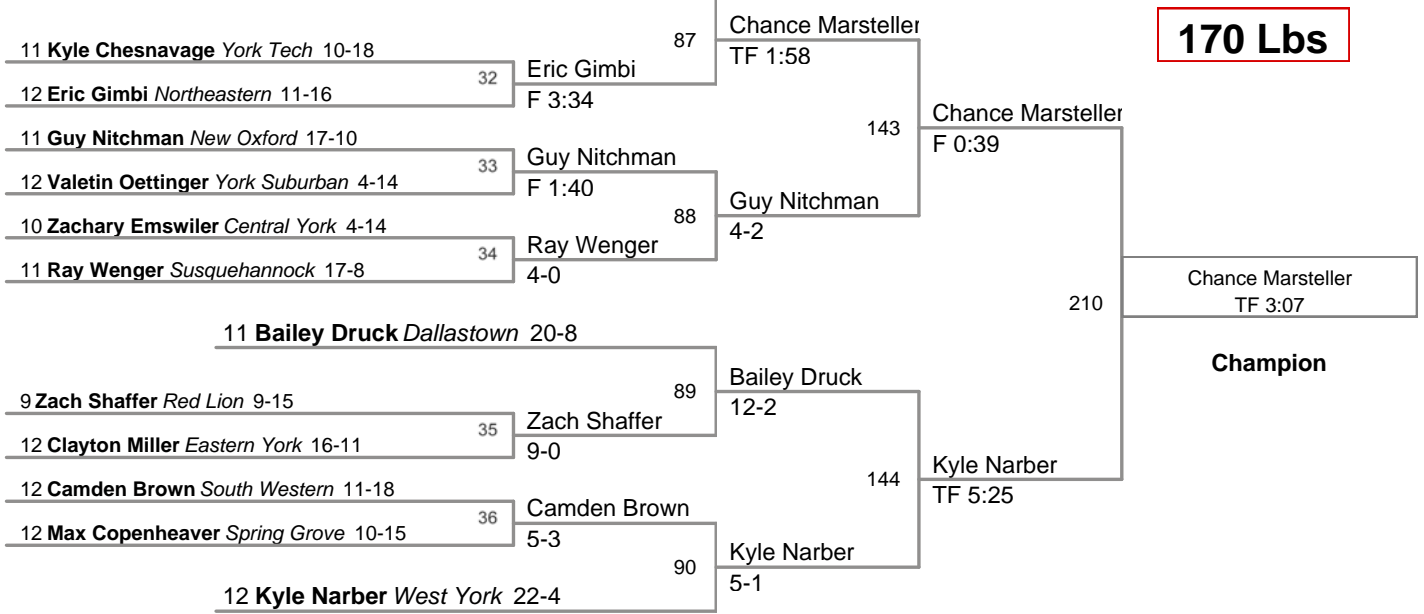 Chance Marsteller
87
TF 1:58
170 Lbs
11 Kyle Chesnavage York Tech 10-18
32
Eric Gimbi
12 Eric Gimbi Northeastern 11-16
F 3:34
Chance Marsteller
143
F 0:39
11 Guy Nitchman New Oxford 17-10
33
Guy Nitchman
12 Valetin Oettinger York Suburban 4-14
F 1:40
88
Guy Nitchman
4-2
10 Zachary Emswiler Central York 4-14
34
Ray Wenger
11 Ray Wenger Susquehannock 17-8
4-0
Chance Marsteller
210
TF 3:07
11 Bailey Druck Dallastown 20-8
Champion
89
Bailey Druck
12-2
9 Zach Shaffer Red Lion 9-15
35
Zach Shaffer
12 Clayton Miller Eastern York 16-11
9-0
Kyle Narber
144
TF 5:25
12 Camden Brown South Western 11-18
36
Camden Brown
12 Max Copenheaver Spring Grove 10-15
5-3
90
Kyle Narber
5-1
12 Kyle Narber West York 22-4